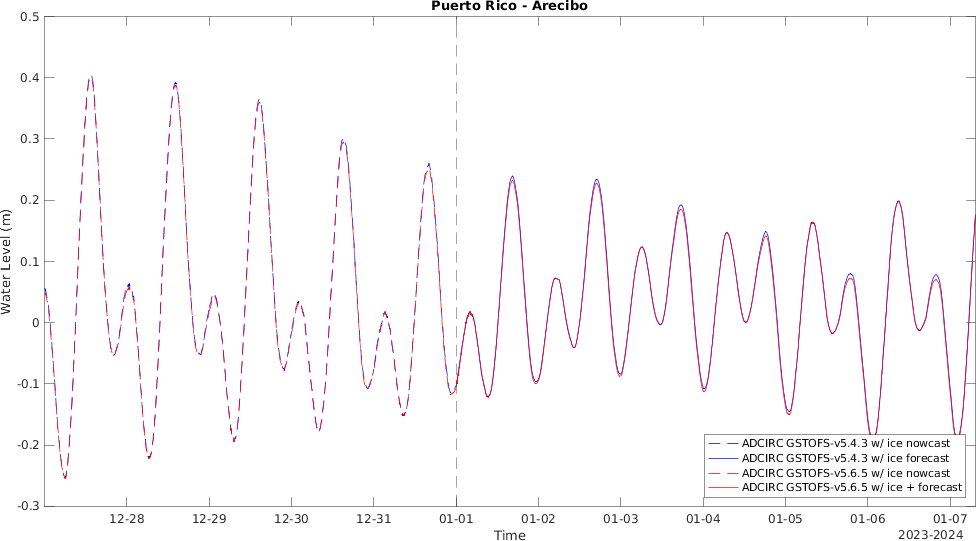 Puerto Rico - Arecibo
Water Level (m)
0.5
0.4
0.3
0.2
0.1
0
-0.1
-0.2
-0.3
ADCIRC GSTOFS-v5.4.3 w/ ice nowcast
ADCIRC GSTOFS-v5.4.3 w/ ice forecast
ADCIRC GSTOFS-v5.6.5 w/ ice nowcast
ADCIRC GSTOFS-v5.6.5 w/ ice + forecast
12-28 12-29 12-30 12-31 01-01 01-02 01-03 01-04 01-05 01-06 01-07
Time
2023-2024